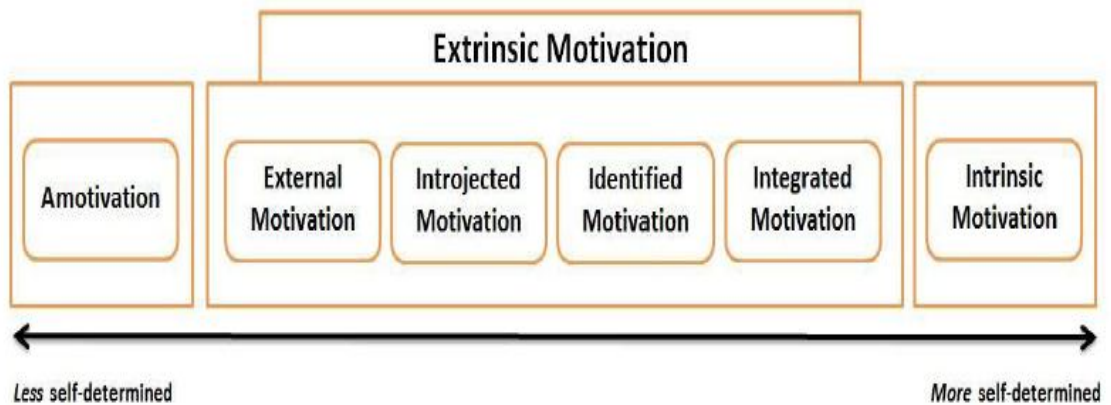 Extrinsic Motivation
Amotivation
External
Motivation
Introjected
Motivation
Identified
Motivation
Integrated
Motivation
Intrinsic
Motivation
Less self-determined
More self-determined